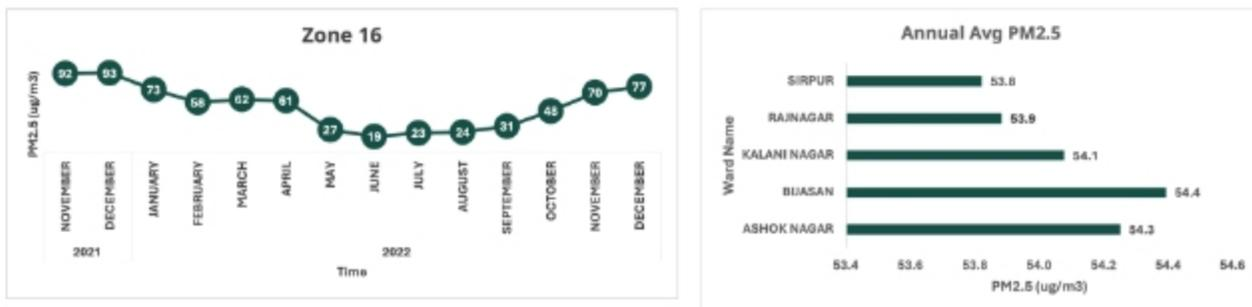 Zone 16
PM2.5 (ug/m3)
92 93 73 58 62 61 27 19 23 24 31 48 70 77
NOVEMBER DECEMBER JANUARY FEBRUARY MARCH APRIL MAY JUNE JULY AUGUST SEPTEMBER OCTOBER NOVEMBER DECEMBER
2021 2022
Time
Annual Avg PM2.5
Ward Name
SIRPUR 53.8
RAJNAGAR 53.9
KALANI NAGAR 54.1
BIJASAN 54.4
ASHOK NAGAR 54.3
53.4 53.6 53.8 54.0 54.2 54.4 54.6
PM2.5 (ug/m3)